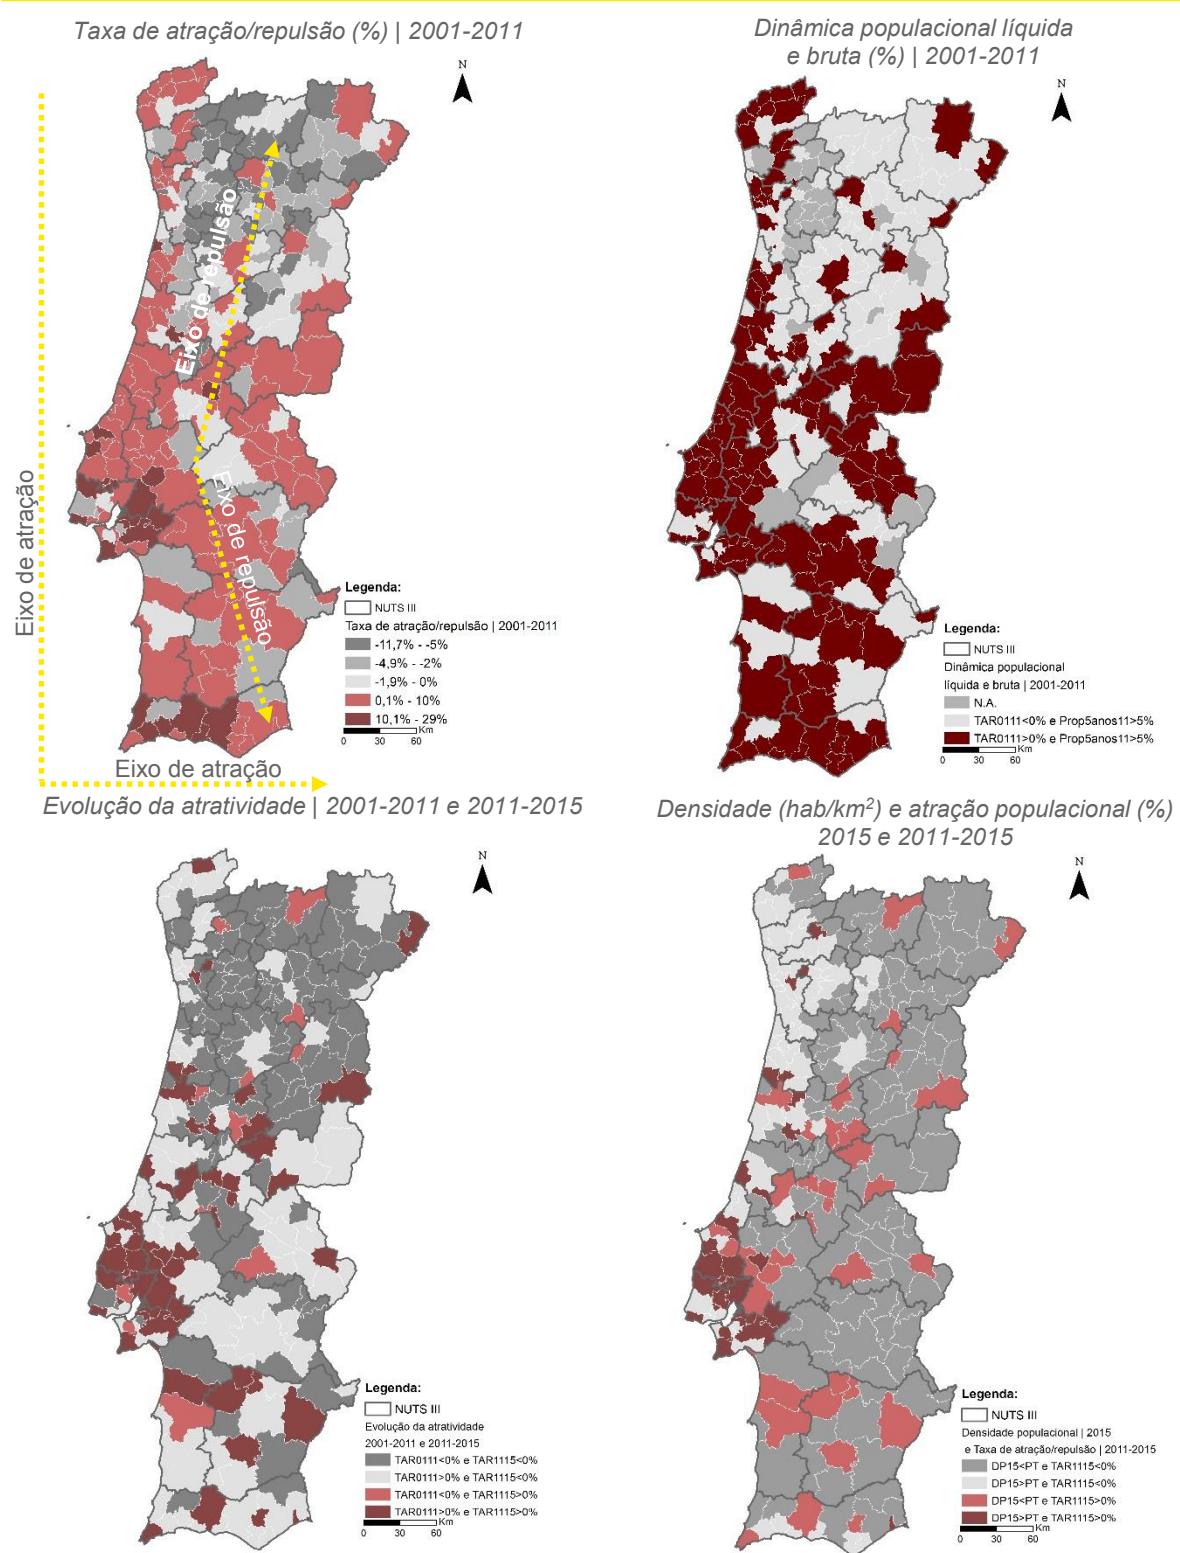 Taxa de atração/repulsão (%) | 2001-2011
N
Eixo de repulsão
Eixo de repulsão
Eixo de atração
Eixo de atração
Legenda:
NUTS III
Taxa de atração/repulsão | 2001-2011
-11,7% - -5%
-4,9% - -2%
-1,9% - 0%
0,1% - 10%
10,1% - 29%
Km
0 30 60
Dinâmica populacional líquida
e bruta (%) | 2001-2011
N
Legenda:
NUTS III
Dinâmica populacional
líquida e bruta | 2001-2011
N.A.
TAR0111<0% e Prop5anos11>5%
TAR0111>0% e Prop5anos11>5%
Km
0 30 60
Evolução da atratividade | 2001-2011 e 2011-2015
N
Legenda:
NUTS III
Evolução da atratividade
2001-2011 e 2011-2015
TAR0111<0% e TAR1115<0%
TAR0111>0% e TAR1115<0%
TAR0111<0% e TAR1115>0%
TAR0111>0% e TAR1115>0%
Km
0 30 60
Densidade (hab/km²) e atração populacional (%)
2015 e 2011-2015
N
Legenda:
NUTS III
Densidade populacional | 2015
e Taxa de atração/repulsão | 2011-2015
DP15<PT e TAR1115<0%
DP15>PT e TAR1115<0%
DP15<PT e TAR1115>0%
DP15>PT e TAR1115>0%
Km
0 30 60